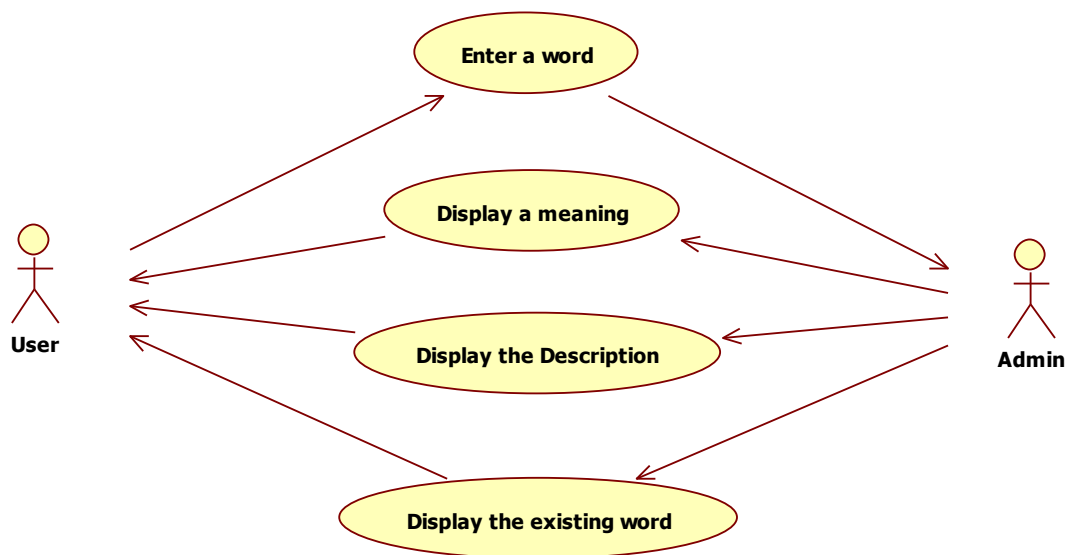 Enter a word
Display a meaning
User
Display the Description
Admin
Display the existing word